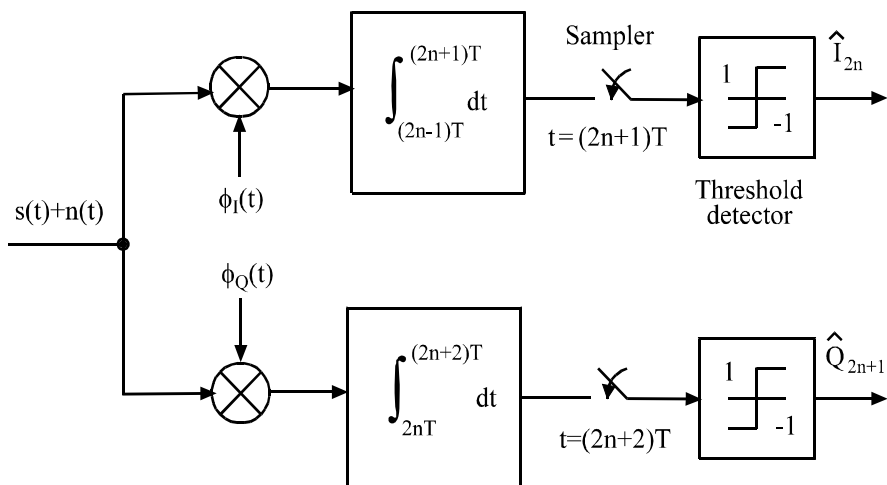 (2n+1)T
∫ dt
(2n-1)T
Sampler
t=(2n+1)T
1
-1
Î₂ₙ
Threshold
detector
ϕI(t)
s(t)+n(t)
ϕQ(t)
(2n+2)T
∫ dt
2nT
t=(2n+2)T
1
-1
Q̂₂ₙ₊₁